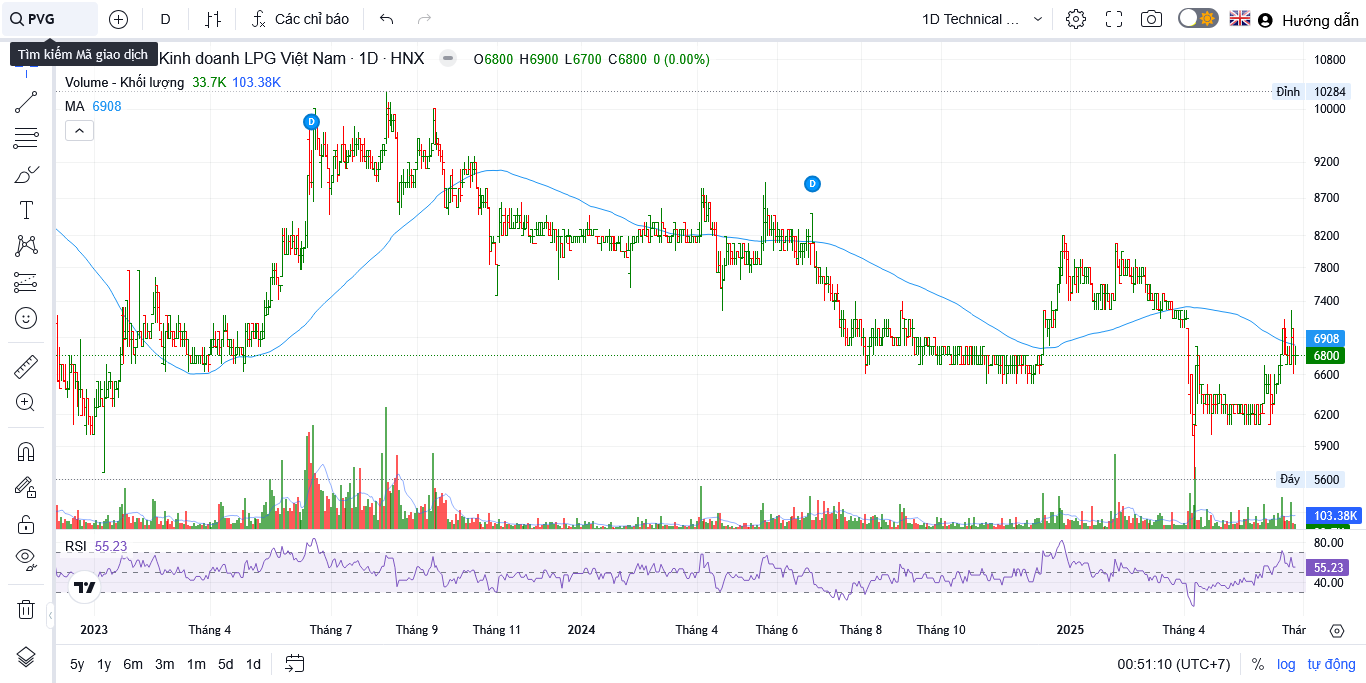 PVG
D
Các chỉ báo
1D Technical ...
Hướng dẫn
Tìm kiếm Mã giao dịch
Kinh doanh LPG Việt Nam · 1D · HNX
O6800 H6900 L6700 C6800 0 (0.00%)
Volume - Khối lượng 33.7K 103.38K
MA 6908
D
D
10800
Đỉnh 10284
10000
9200
8700
8200
7800
7400
6908
6800
6600
6200
5900
Đáy 5600
103.38K
RSI 55.23
80.00
55.23
40.00
2023 Tháng 4 Tháng 7 Tháng 9 Tháng 11 2024 Tháng 4 Tháng 6 Tháng 8 Tháng 10 2025 Tháng 4 Thár
5y 1y 6m 3m 1m 5d 1d
00:51:10 (UTC+7) % log tự động